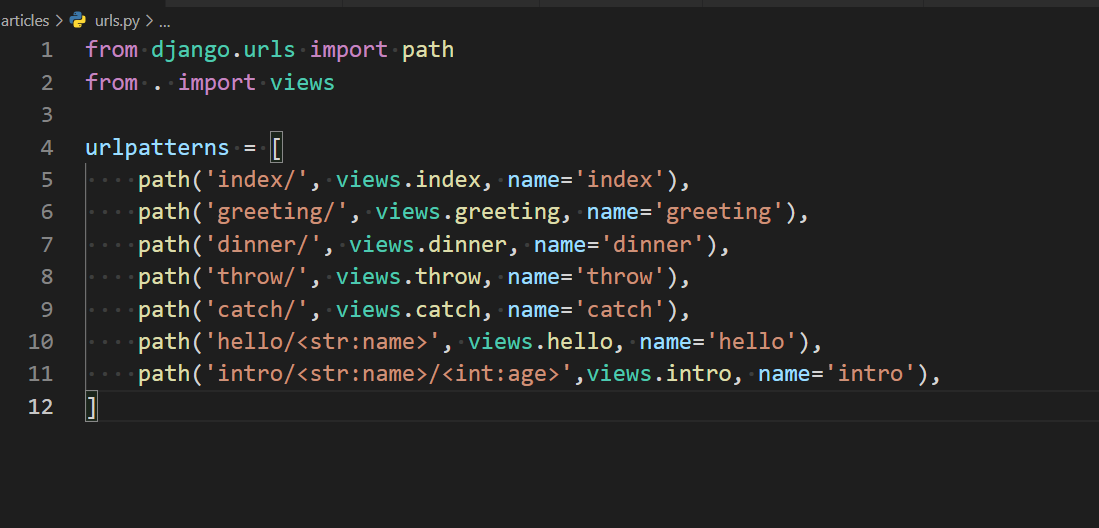 articles > urls.py > ...
1 from django.urls import path
2 from . import views
3
4 urlpatterns = [
5     path('index/', views.index, name='index'),
6     path('greeting/', views.greeting, name='greeting'),
7     path('dinner/', views.dinner, name='dinner'),
8     path('throw/', views.throw, name='throw'),
9     path('catch/', views.catch, name='catch'),
10     path('hello/<str:name>', views.hello, name='hello'),
11     path('intro/<str:name>/<int:age>',views.intro, name='intro'),
12 ]